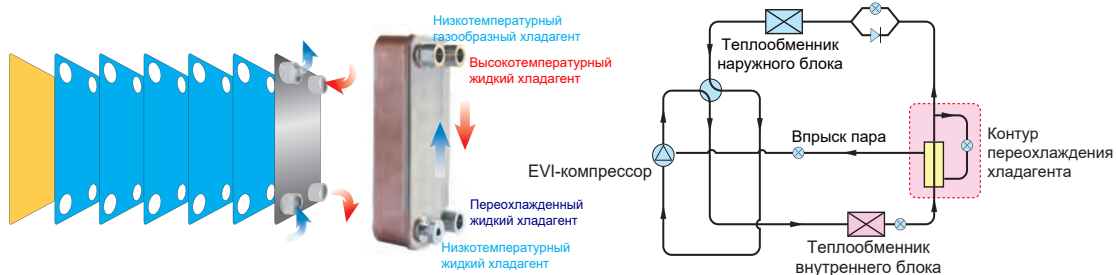 Низкотемпературный
газообразный хладагент
Высокотемпературный
жидкий хладагент
Переохлажденный
жидкий хладагент
Низкотемпературный
жидкий хладагент
Теплообменник
наружного блока
Впрыск пара
EVI-компрессор
Контур
переохлаждения
хладагента
Теплообменник
внутреннего блока